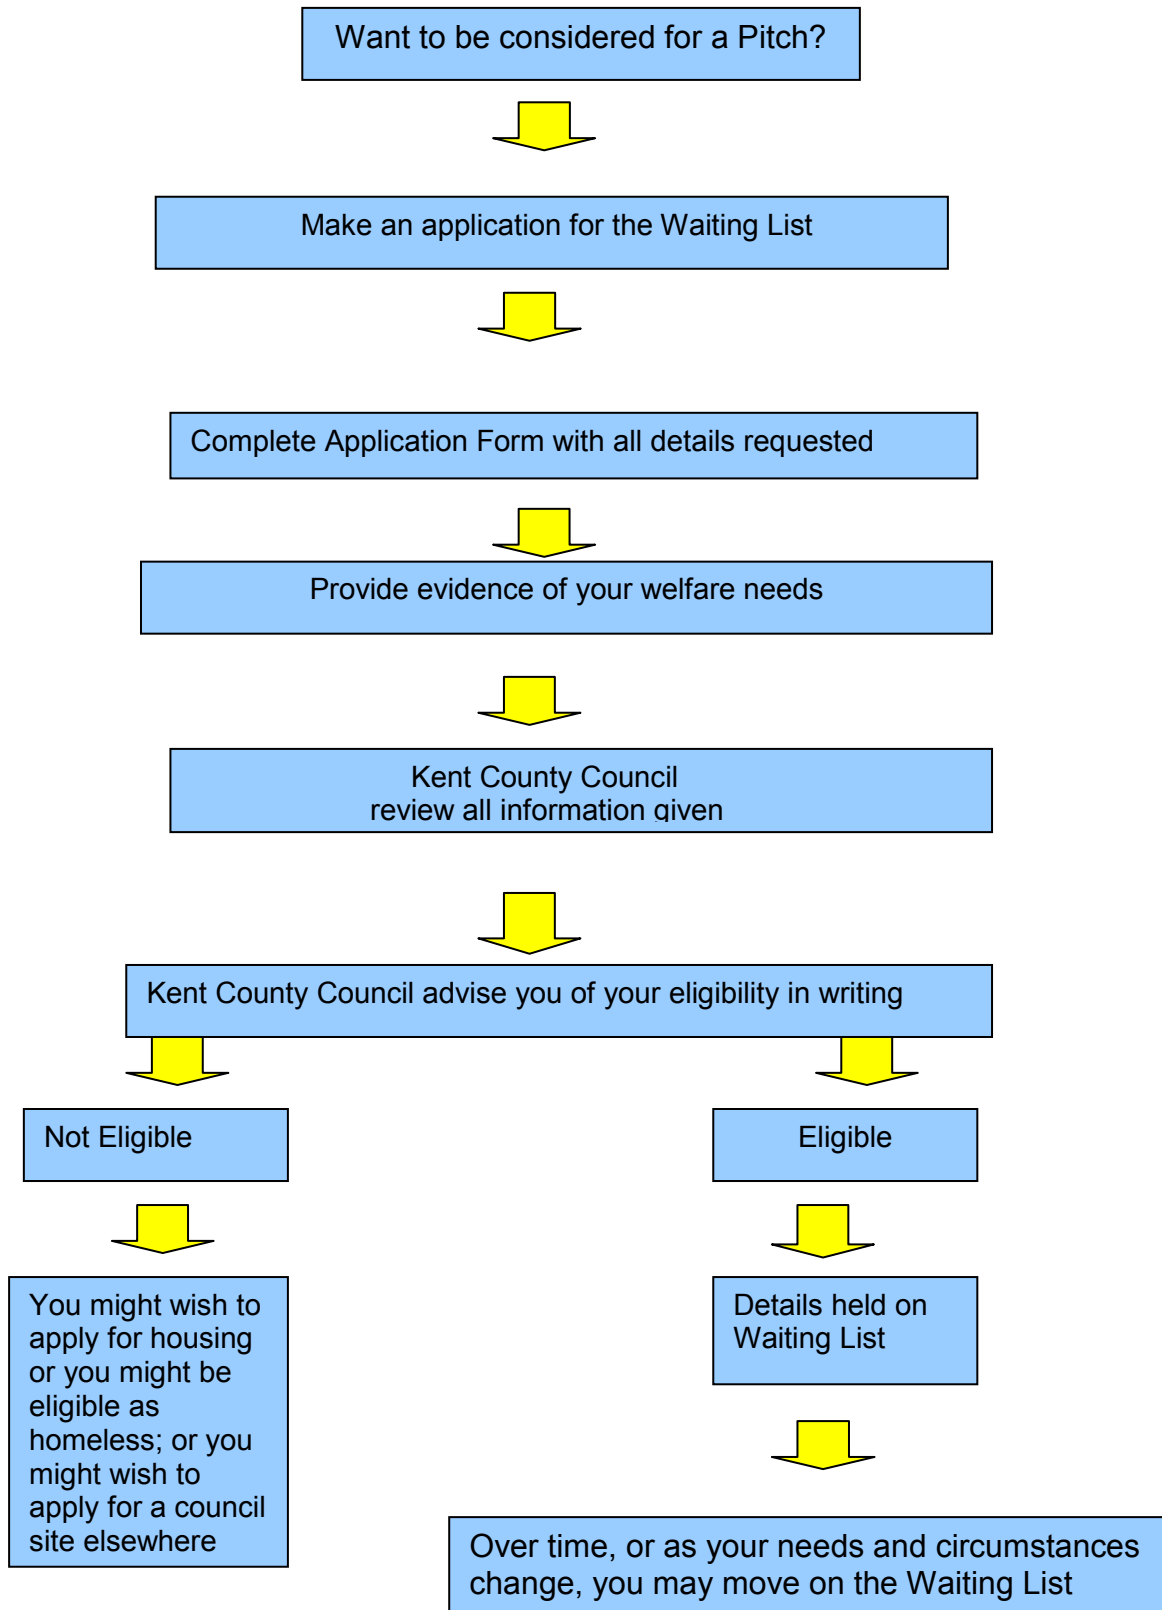 Want to be considered for a Pitch?
Make an application for the Waiting List
Complete Application Form with all details requested
Provide evidence of your welfare needs
Kent County Council
review all information given
Kent County Council advise you of your eligibility in writing
Not Eligible
Eligible
You might wish to
apply for housing
or you might be
eligible as
homeless; or you
might wish to
apply for a council
site elsewhere
Details held on
Waiting List
Over time, or as your needs and circumstances
change, you may move on the Waiting List